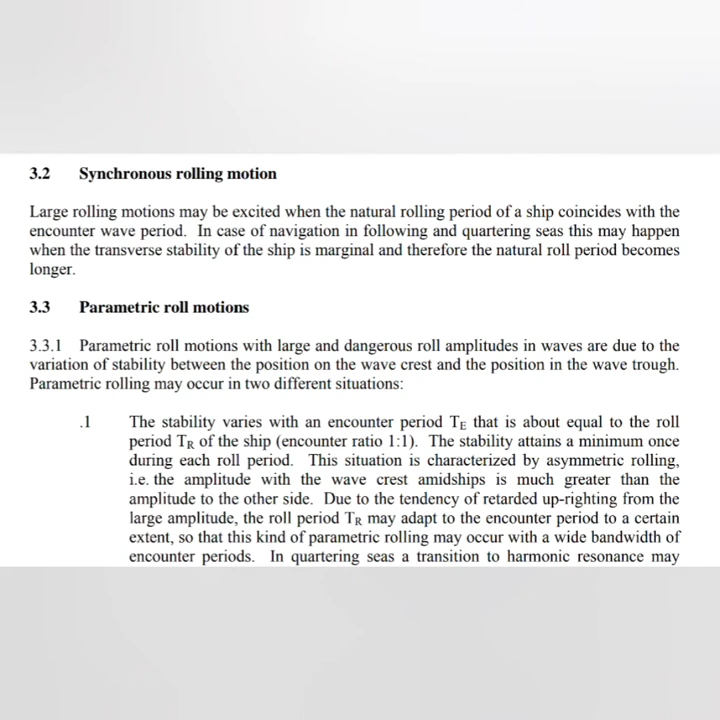 3.2 Synchronous rolling motion
Large rolling motions may be excited when the natural rolling period of a ship coincides with the
encounter wave period. In case of navigation in following and quartering seas this may happen
when the transverse stability of the ship is marginal and therefore the natural roll period becomes
longer.
3.3 Parametric roll motions
3.3.1 Parametric roll motions with large and dangerous roll amplitudes in waves are due to the
variation of stability between the position on the wave crest and the position in the wave trough.
Parametric rolling may occur in two different situations:
.1 The stability varies with an encounter period TE that is about equal to the roll
period TR of the ship (encounter ratio 1:1). The stability attains a minimum once
during each roll period. This situation is characterized by asymmetric rolling,
i.e. the amplitude with the wave crest amidships is much greater than the
amplitude to the other side. Due to the tendency of retarded up-righting from the
large amplitude, the roll period TR may adapt to the encounter period to a certain
extent, so that this kind of parametric rolling may occur with a wide bandwidth of
encounter periods. In quartering seas a transition to harmonic resonance may